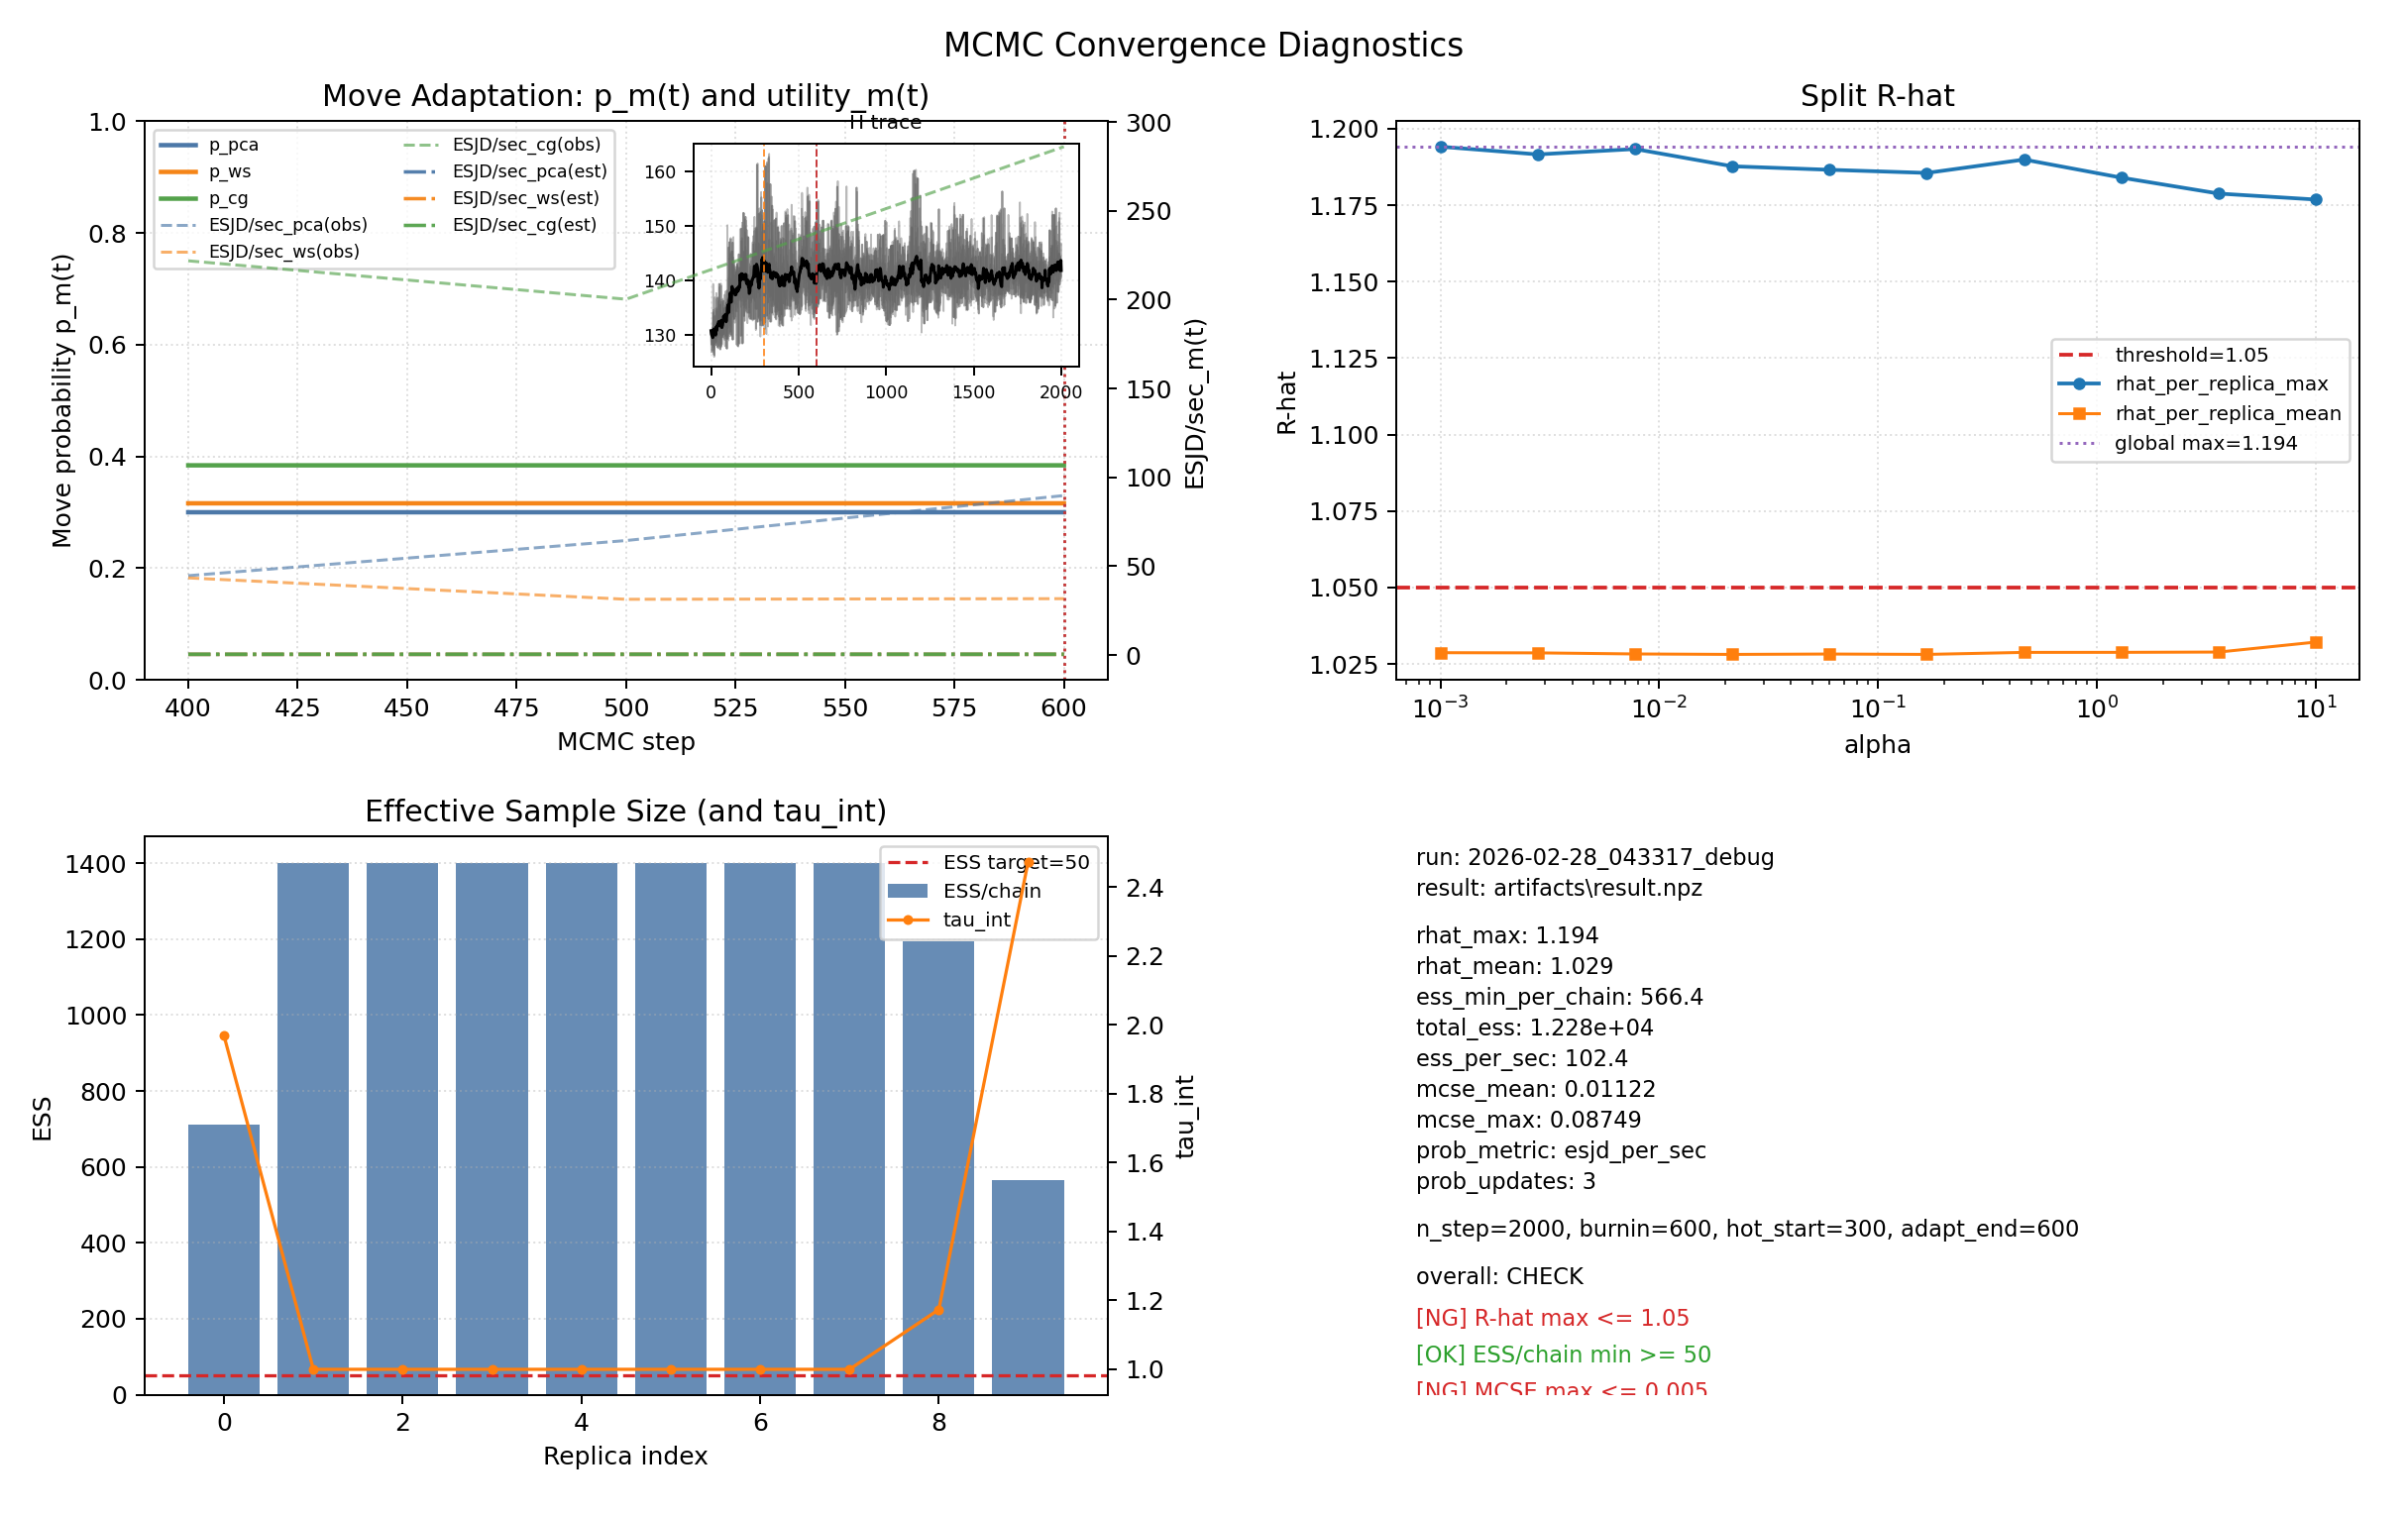 MCMC Convergence Diagnostics
Move Adaptation: p_m(t) and utility_m(t)
p_pca
p_ws
p_cg
ESJD/sec_pca(obs)
ESJD/sec_ws(obs)
ESJD/sec_cg(obs)
ESJD/sec_pca(est)
ESJD/sec_ws(est)
ESJD/sec_cg(est)
H trace
160
150
140
130
0 500 1000 1500 2000
1.0
0.8
0.6
0.4
0.2
0.0
Move probability p_m(t)
300
250
200
150
100
50
0
ESJD/sec_m(t)
400 425 450 475 500 525 550 575 600
MCMC step
Split R-hat
1.200
1.175
1.150
1.125
1.100
1.075
1.050
1.025
R-hat
threshold=1.05
rhat_per_replica_max
rhat_per_replica_mean
global max=1.194
10⁻³ 10⁻² 10⁻¹ 10⁰ 10¹
alpha
Effective Sample Size (and tau_int)
1400
1200
1000
800
600
400
200
0
ESS
ESS target=50
ESS/chain
tau_int
2.4
2.2
2.0
1.8
1.6
1.4
1.2
1.0
tau_int
0 2 4 6 8
Replica index
run: 2026-02-28_043317_debug
result: artifacts\result.npz
rhat_max: 1.194
rhat_mean: 1.029
ess_min_per_chain: 566.4
total_ess: 1.228e+04
ess_per_sec: 102.4
mcse_mean: 0.01122
mcse_max: 0.08749
prob_metric: esjd_per_sec
prob_updates: 3
n_step=2000, burnin=600, hot_start=300, adapt_end=600
overall: CHECK
[NG] R-hat max <= 1.05
[OK] ESS/chain min >= 50
[NG] MCSE max <= 0.005